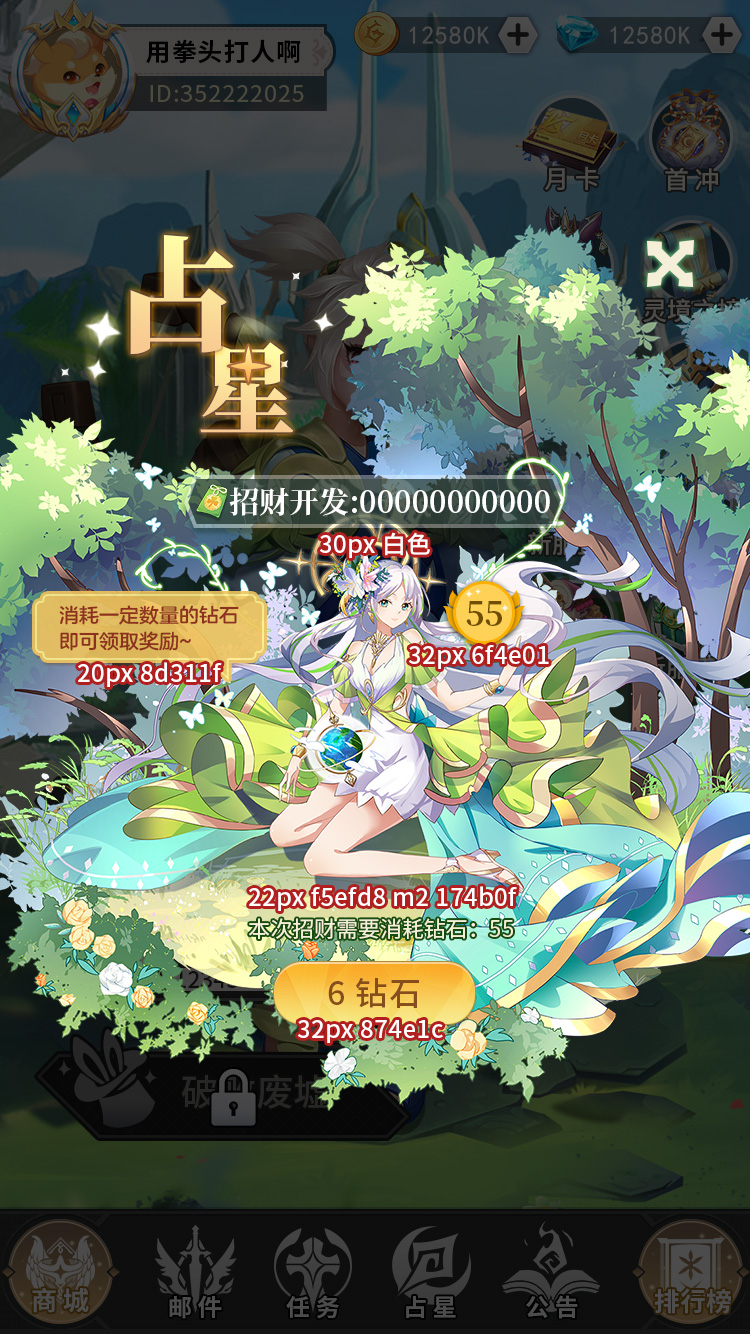 用拳头打人啊
ID:352222025
12580K
12580K
月卡
首冲
占星
招财开发:00000000000
30px 白色
消耗一定数量的钻石
即可领取奖励~
20px 8d311f
55
32px 6f4e01
22px f5efd8 m2 174b0f
本次招财需要消耗钻石：55
6 钻石
32px 874e1c
破 废墟
商城
邮件
任务
占星
公告
排行榜